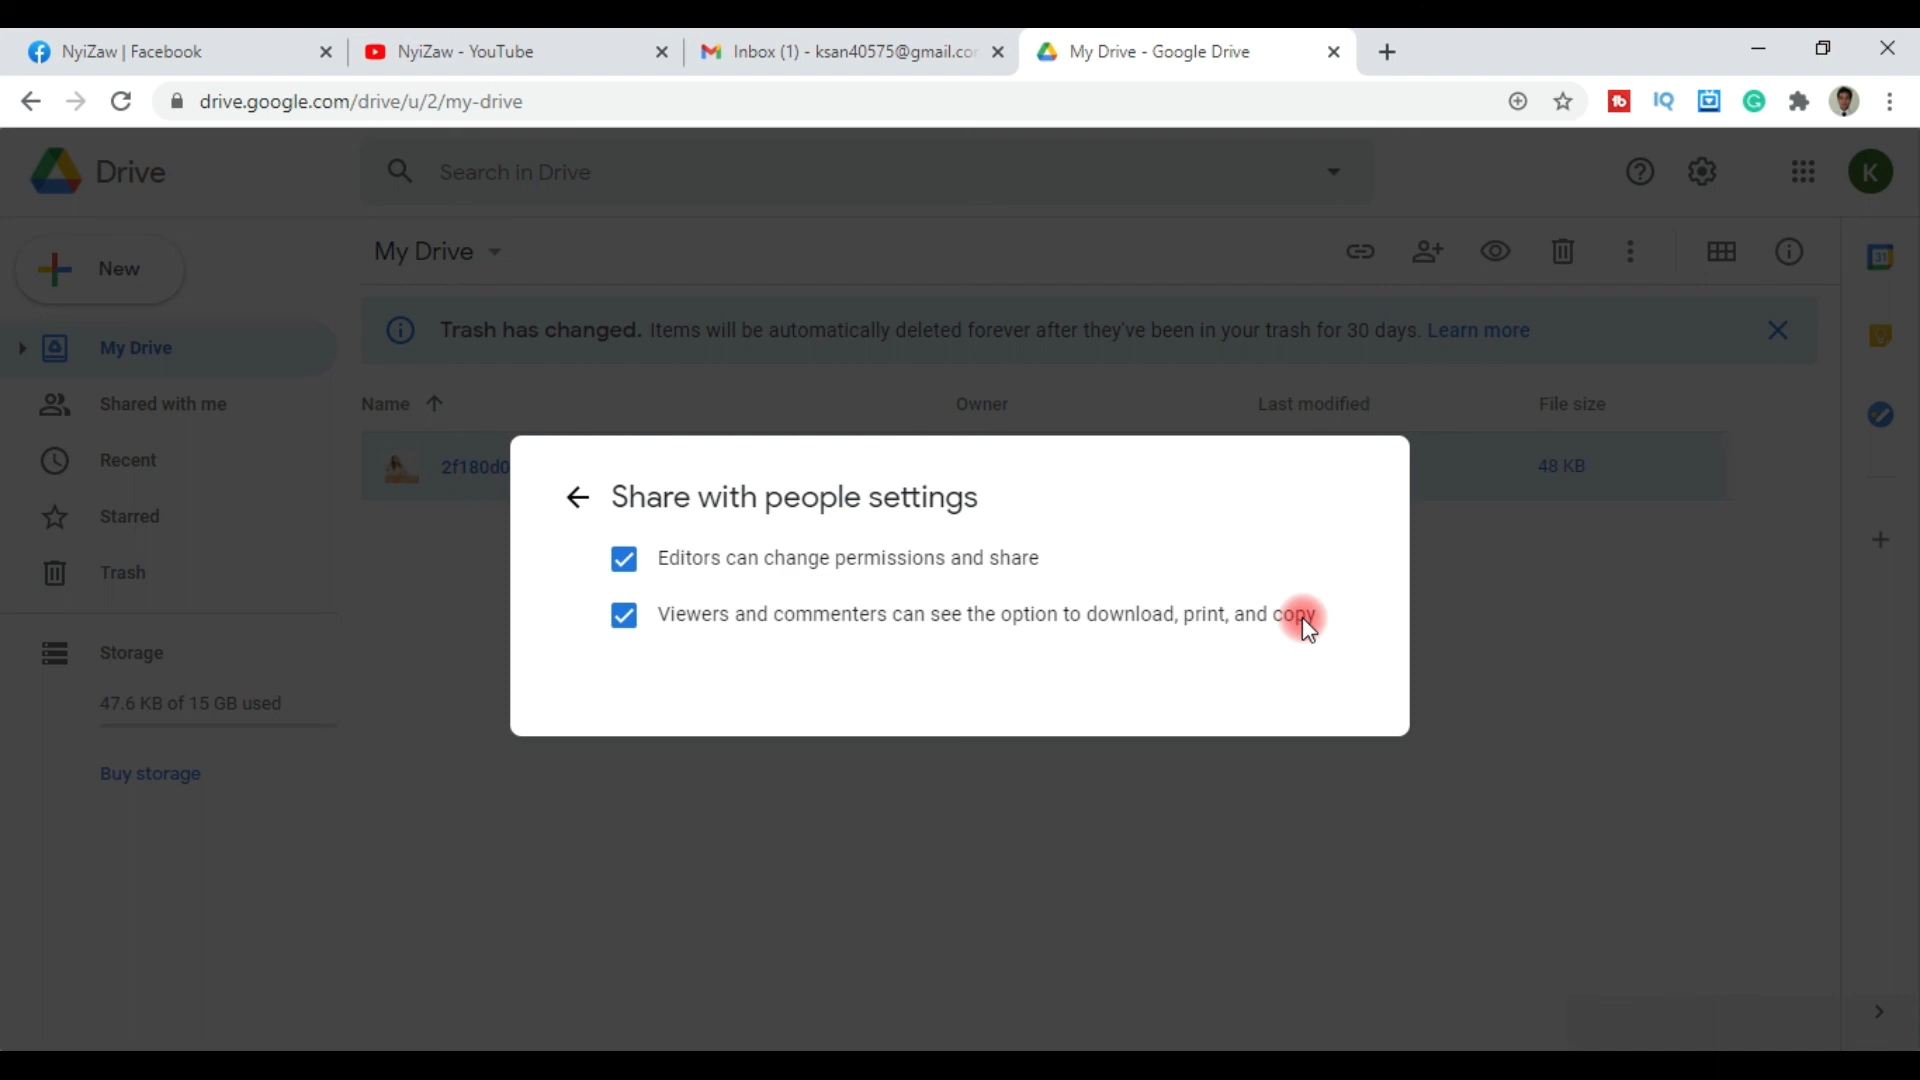 NyiZaw | Facebook
NyiZaw - YouTube
Inbox (1) - ksan40575@gmail.co
My Drive - Google Drive
drive.google.com/drive/u/2/my-drive
Drive
Search in Drive
K
New
My Drive
31
Trash has changed. Items will be automatically deleted forever after they've been in your trash for 30 days. Learn more
My Drive
Shared with me
Name
Owner
Last modified
File size
Recent
2f180d0
48 KB
Share with people settings
Starred
Editors can change permissions and share
Trash
Viewers and commenters can see the option to download, print, and copy
Storage
47.6 KB of 15 GB used
Buy storage